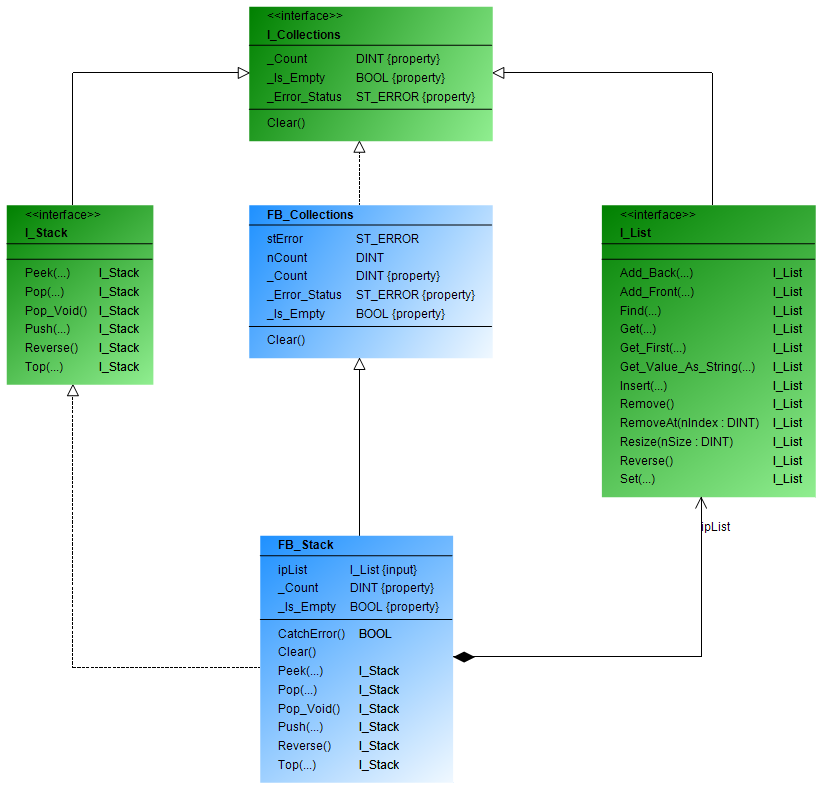 <<interface>>
I_Collections
_Count DINT {property}
_Is_Empty BOOL {property}
_Error_Status ST_ERROR {property}
Clear()
<<interface>>
I_Stack
Peek(...) I_Stack
Pop(...) I_Stack
Pop_Void() I_Stack
Push(...) I_Stack
Reverse() I_Stack
Top(...) I_Stack
FB_Collections
stError ST_ERROR
nCount DINT
_Count DINT {property}
_Error_Status ST_ERROR {property}
_Is_Empty BOOL {property}
Clear()
<<interface>>
I_List
Add_Back(...) I_List
Add_Front(...) I_List
Find(...) I_List
Get(...) I_List
Get_First(...) I_List
Get_Value_As_String(...) I_List
Insert(...) I_List
Remove() I_List
RemoveAt(nIndex : DINT) I_List
Resize(nSize : DINT) I_List
Reverse() I_List
Set(...) I_List
ipList
FB_Stack
ipList I_List {input}
_Count DINT {property}
_Is_Empty BOOL {property}
CatchError() BOOL
Clear()
Peek(...) I_Stack
Pop(...) I_Stack
Pop_Void() I_Stack
Push(...) I_Stack
Reverse() I_Stack
Top(...) I_Stack